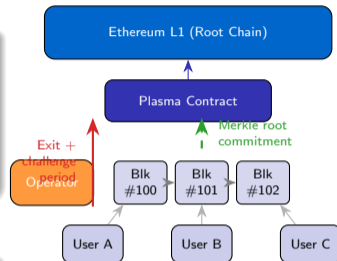 Ethereum L1 (Root Chain)
Plasma Contract
Exit +
challenge
period
Merkle root
commitment
Operator
Blk
#100
Blk
#101
Blk
#102
User A
User B
User C